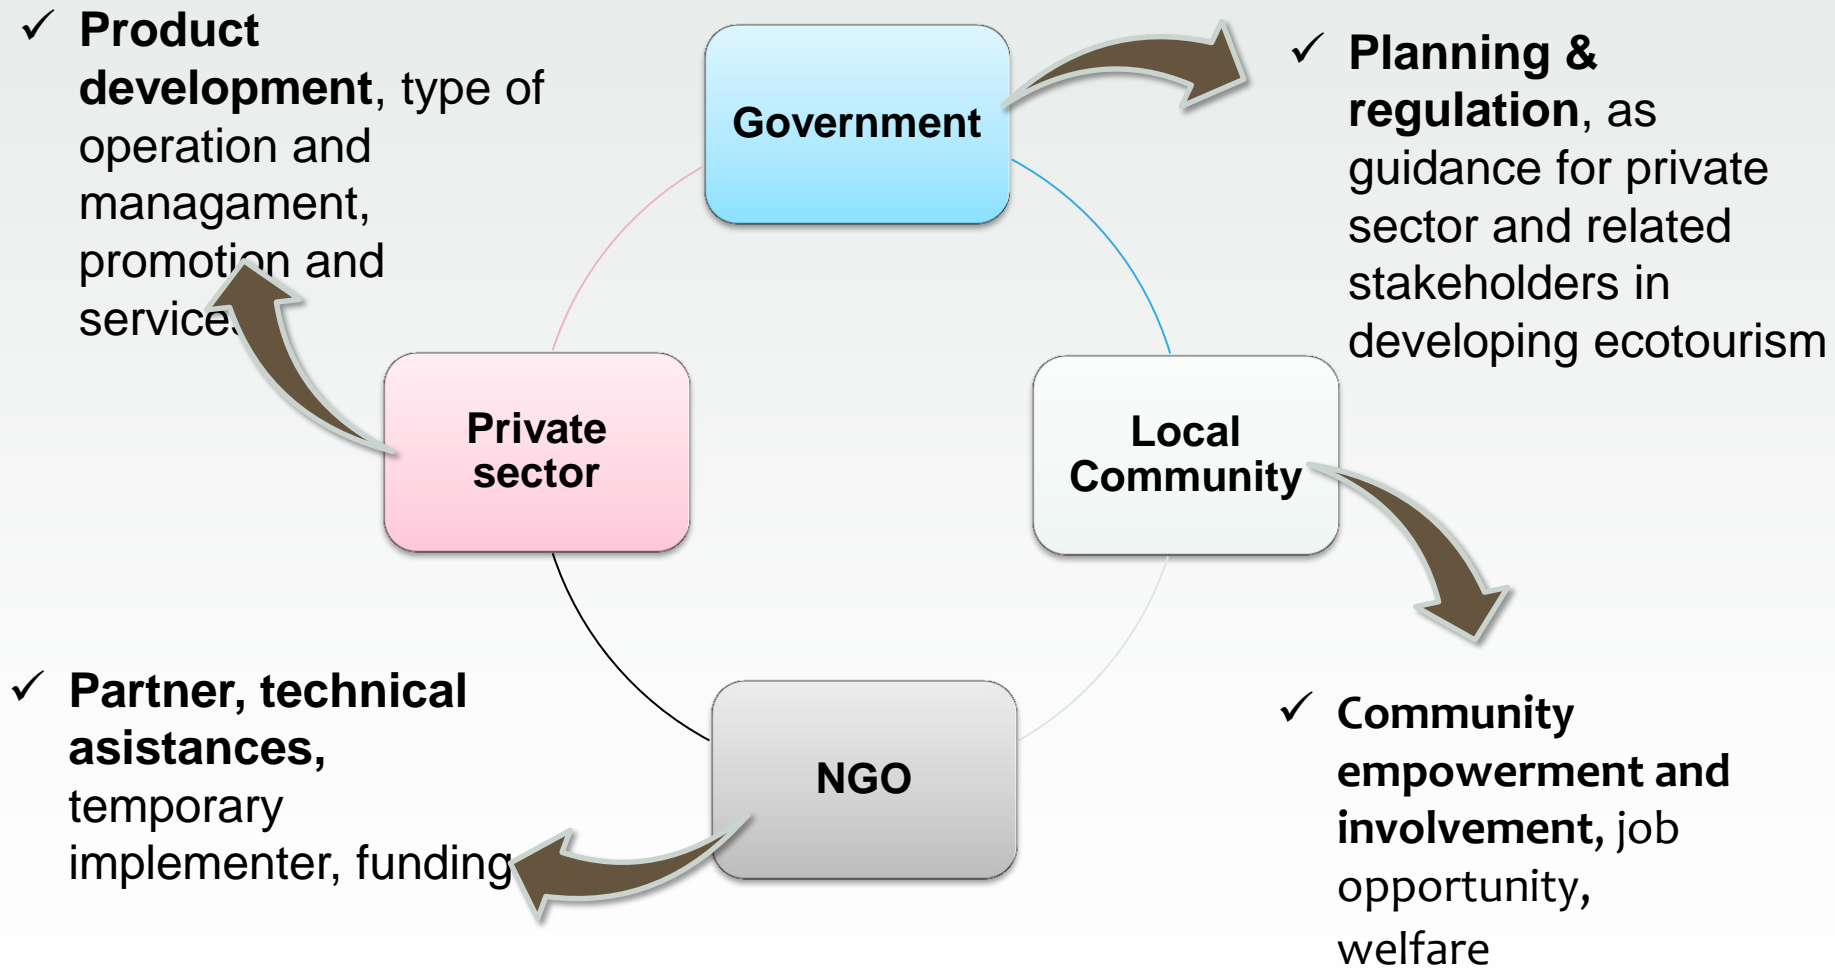 ✓ Product
development, type of
operation and
managament,
promotion and
services
Government
✓ Planning &
regulation, as
guidance for private
sector and related
stakeholders in
developing ecotourism
Private
sector
Local
Community
✓ Partner, technical
asistances,
temporary
implementer, funding
NGO
✓ Community
empowerment and
involvement, job
opportunity,
welfare